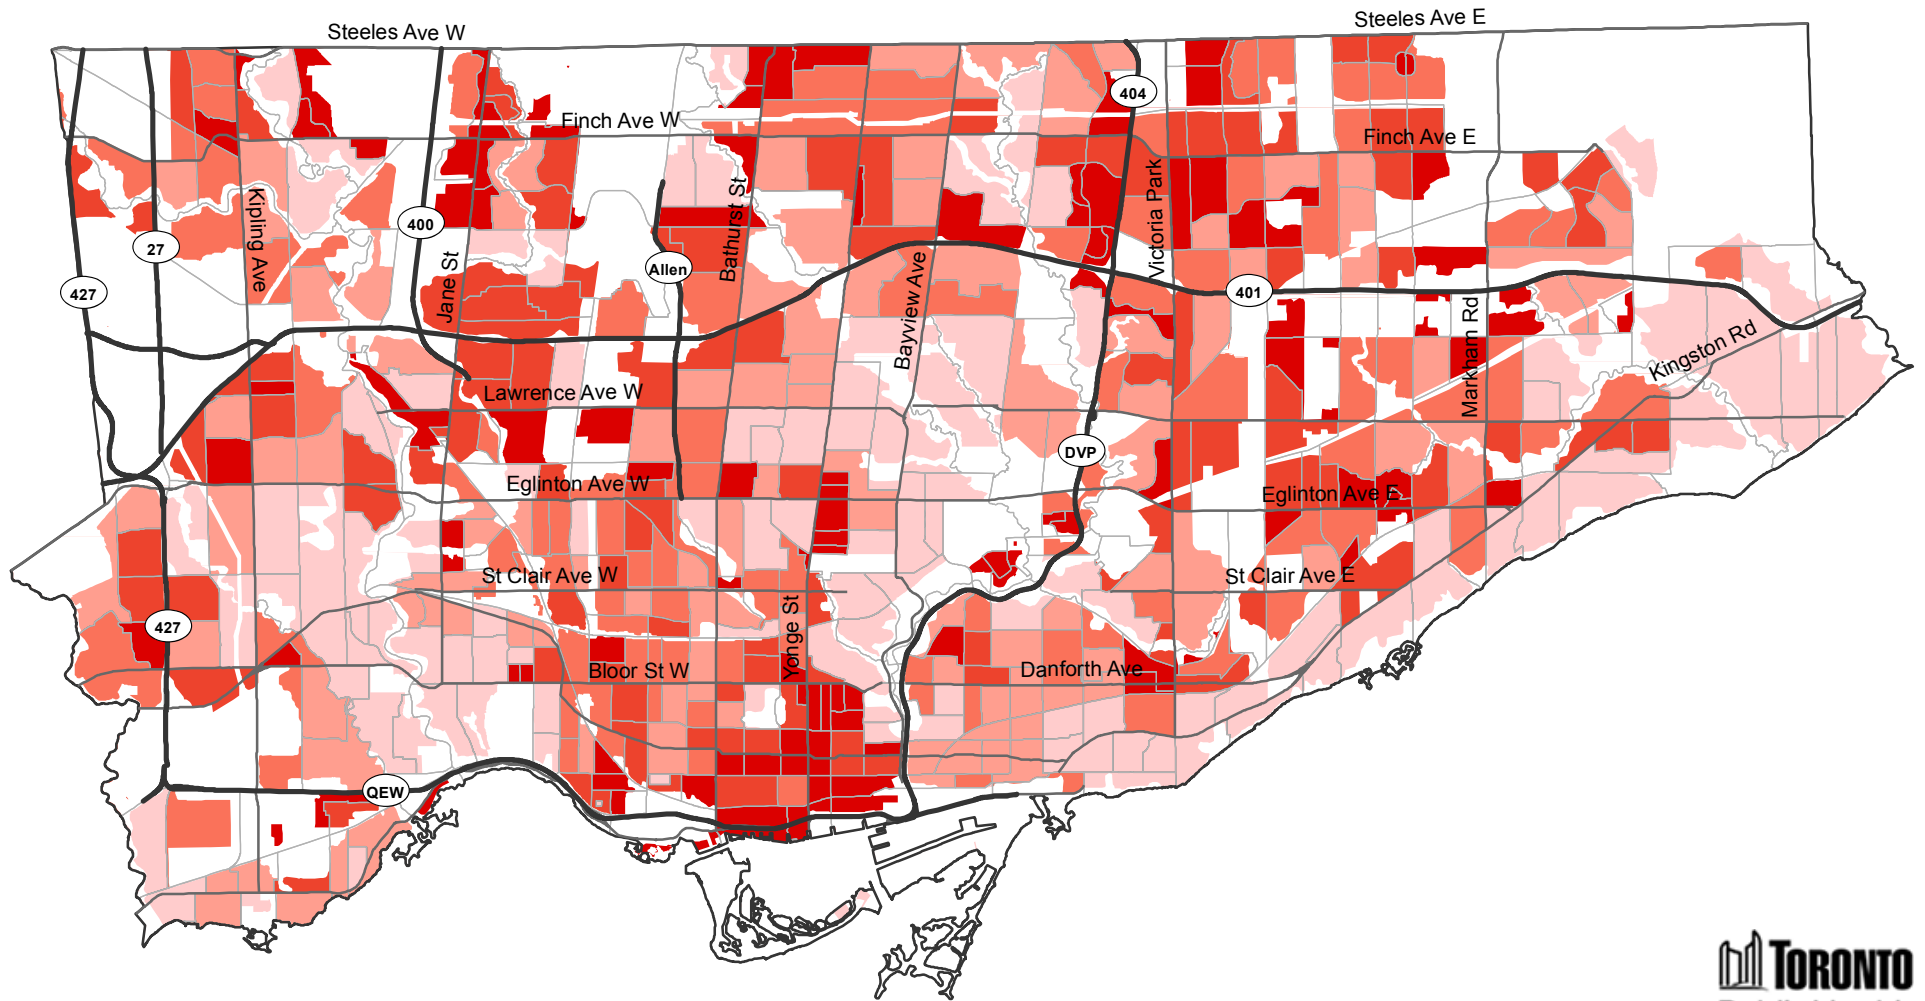 Steeles Ave W
Steeles Ave E
404
Finch Ave W
Finch Ave E
Kipling Ave
400
Jane St
Bathurst St
Victoria Park
27
Allen
427
Bayview Ave
401
Markham Rd
Kingston Rd
Lawrence Ave W
DVP
Eglinton Ave W
Eglinton Ave E
St Clair Ave W
St Clair Ave E
427
Yonge St
Bloor St W
Danforth Ave
QEW
TORONTO